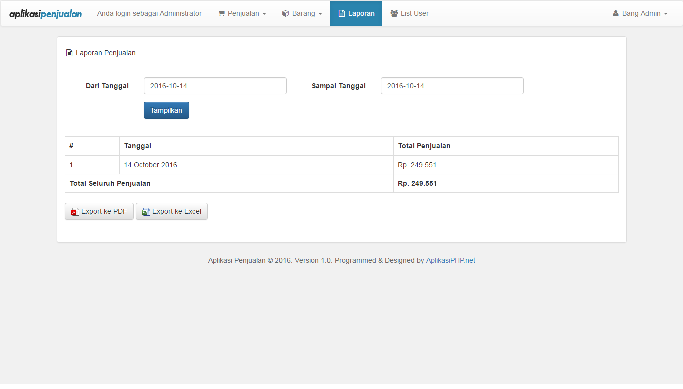 aplikasipenjualan Anda login sebagai Administrator Penjualan Barang Laporan List User Bang Admin
Laporan Penjualan
Dari Tanggal 2016-10-14 Sampai Tanggal 2016-10-14
Tampilkan
# Tanggal Total Penjualan
1 14 October 2016 Rp. 249.551
Total Seluruh Penjualan Rp. 249.551
Export ke PDF Export ke Excel
Aplikasi Penjualan © 2016. Version 1.0. Programmed & Designed by AplikasiPHP.net